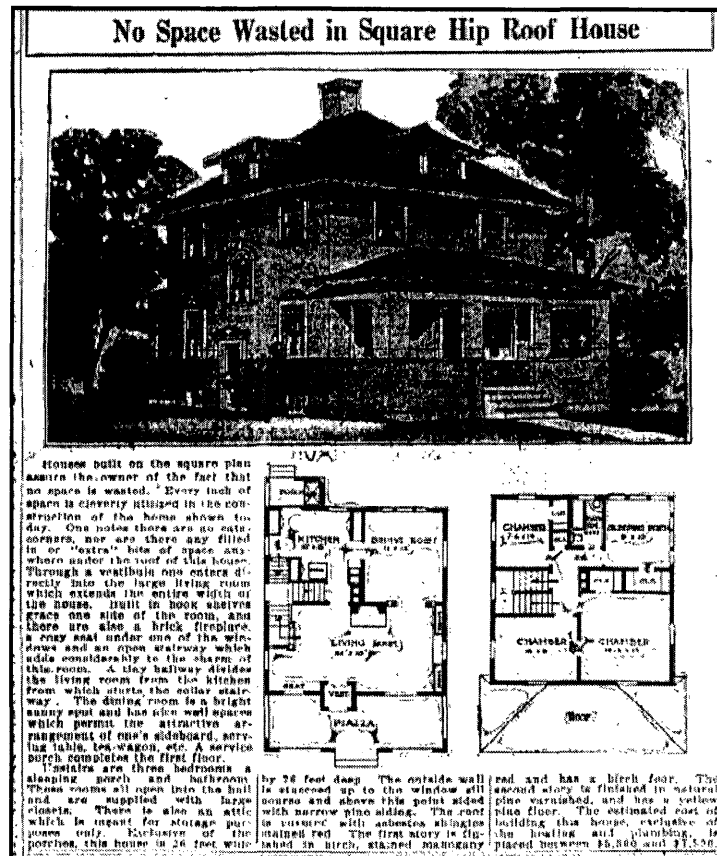 No Space Wasted in Square Hip Roof House
Houses built on the square plan
assure the owner of the fact that
no space is wasted. Every inch of
space is cleverly utilized in the con-
struction of the home shown to-
day. One notes there are no
corners, nor are there any filled
in or "extra" bits of space any-
where under the roof of this house.
Through a vestibule one enters di-
rectly into the large living room
which extends the entire width of
the house. Built in book shelves
grace one side of the room, and
there are also a brick fireplace,
a cozy seat under one of the win-
dows and an open stairway which
adds considerably to the charm of
this room. A tiny hallway divides
the living room from the kitchen
from which starts the cellar stair-
way. The dining room is a bright
sunny spot and has nice wall spaces
which permit the attractive ar-
rangement of one's sideboard, serv-
ing table, tea-wagon, etc. A service
porch completes the first floor.
Upstairs are three bedrooms a
sleeping porch and bathroom
These rooms all open into the hall
and are supplied with large
closets. There is also an attic
which is meant for storage pur-
poses only. Exclusive of the
porches, this house is 26 feet wide
by 26 feet deep The outside wall
is stuccoed up to the window sill
course and above this point sided
with narrow pine siding. The roof
is covered with asbestos shingles
stained red The first story is fin-
ished in birch, stained mahogany
red and has a birch floor. The
second story is finished in natural
pine varnished, and has a yellow
pine floor. The estimated cost of
building this house, exclusive of
the heating and plumbing, is
placed between $6,800 and $7,520.
KITCHEN
DINING ROOM
LIVING ROOM
SEAT
VEST
PIAZZA
CHAMBER
SLEEPING PORCH
CHAMBER
CHAMBER
ROOF